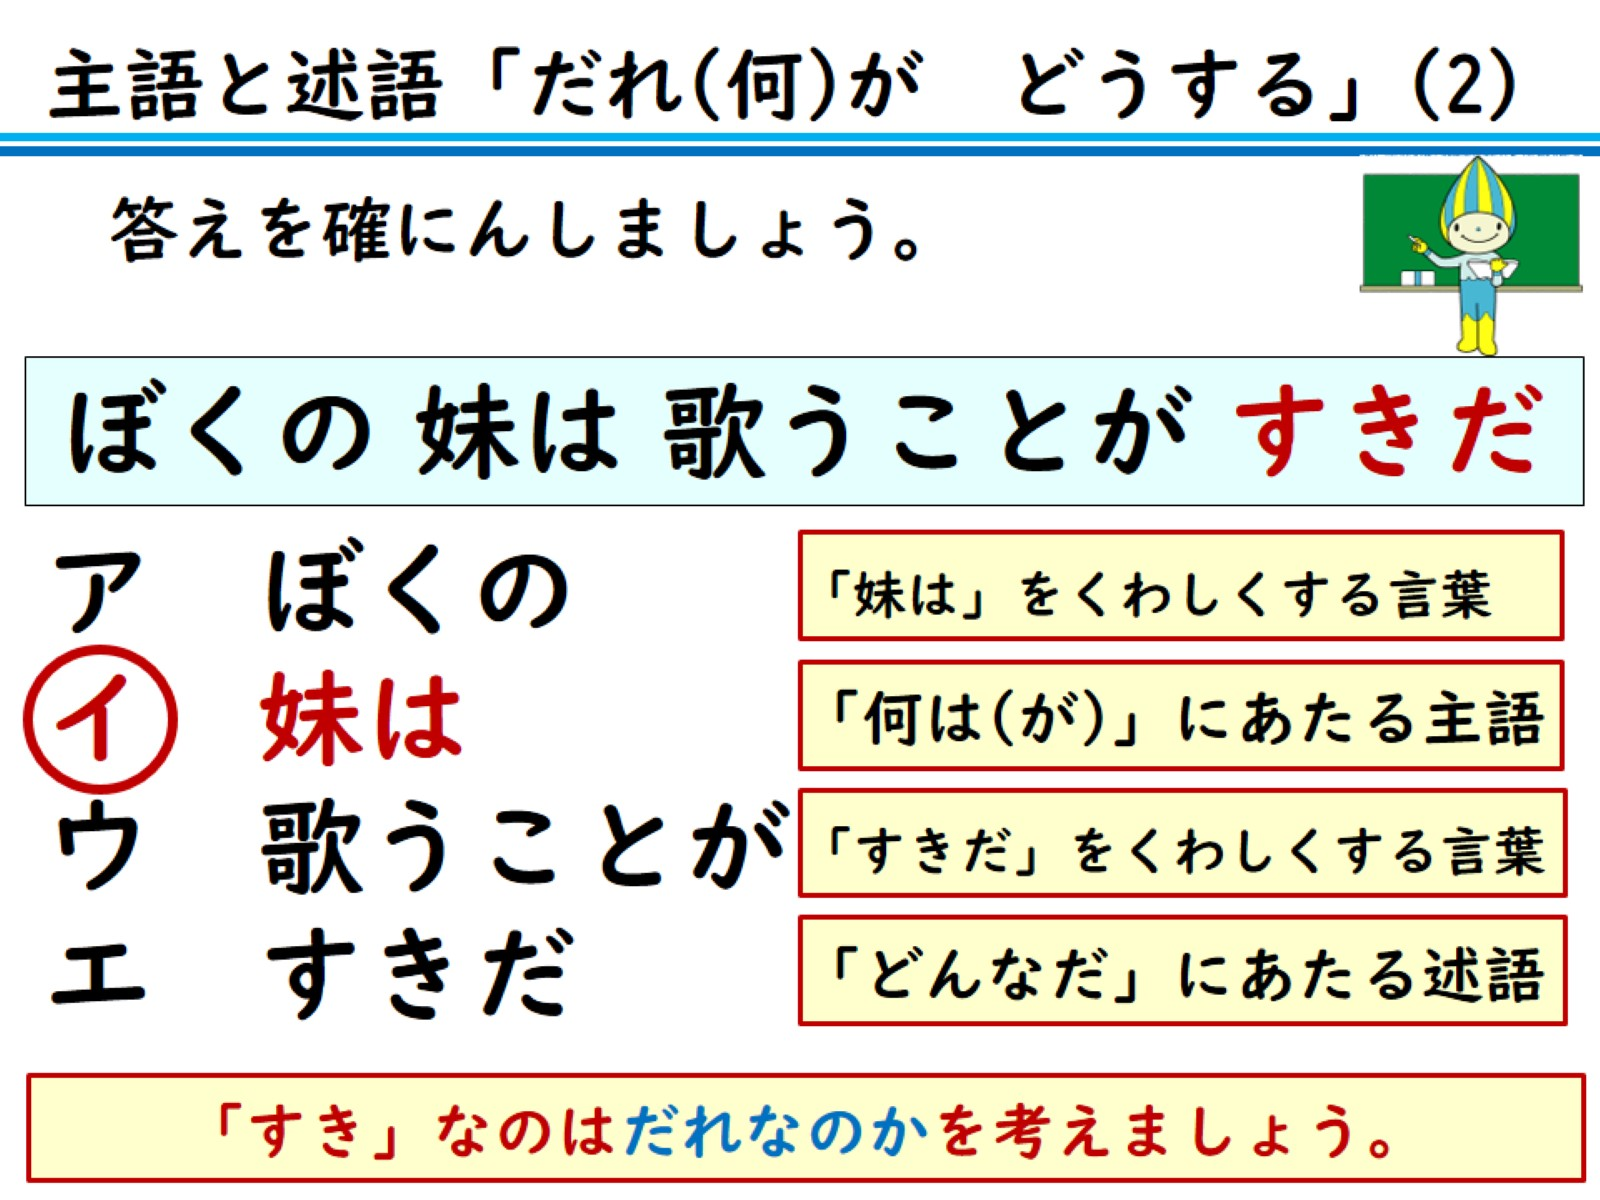 主語と述語「だれ(何)が　どうする」(2)
答えを確にんしましょう。
ぼくの 妹は 歌うことが すきだ
ア　ぼくの　「妹は」をくわしくする言葉
イ　妹は　「何は(が)」にあたる主語
ウ　歌うことが　「すきだ」をくわしくする言葉
エ　すきだ　「どんなだ」にあたる述語
「すき」なのはだれなのかを考えましょう。